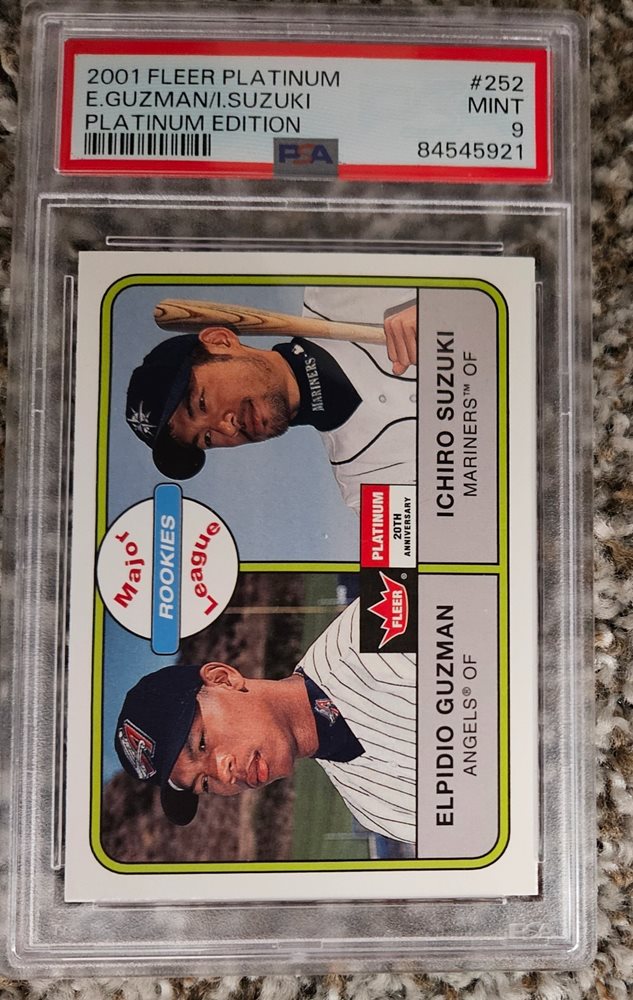 2001 FLEER PLATINUM
E.GUZMAN/I.SUZUKI
PLATINUM EDITION
#252
MINT
9
84545921
PSA
Major
ROOKIES
League
MARINERS
PLATINUM
20TH
ANNIVERSARY
FLEER®
ELPIDIO GUZMAN
ANGELS® OF
ICHIRO SUZUKI
MARINERS™ OF
PSA